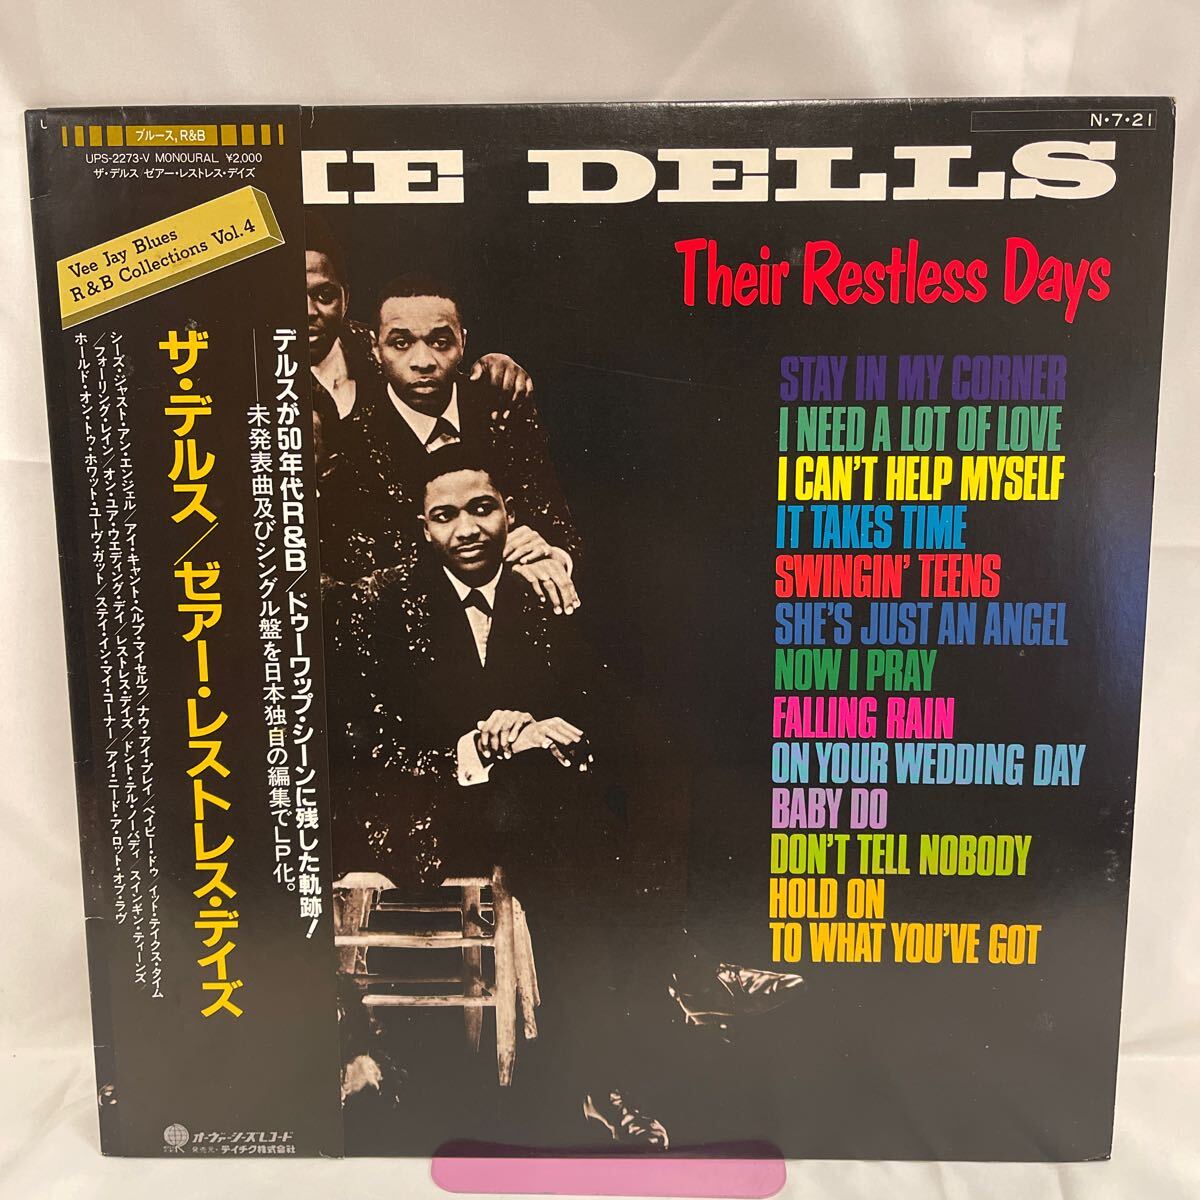 N・7・21
THE DELLS
Their Restless Days
STAY IN MY CORNER
I NEED A LOT OF LOVE
I CAN'T HELP MYSELF
IT TAKES TIME
SWINGIN' TEENS
SHE'S JUST AN ANGEL
NOW I PRAY
FALLING RAIN
ON YOUR WEDDING DAY
BABY DO
DON'T TELL NOBODY
HOLD ON
TO WHAT YOU'VE GOT
ブルース,R&B
UPS-2273-V MONOURAL ¥2,000
ザ・デルス/ゼアー・レストレス・デイズ
Vee Jay Blues
R&B Collections Vol.4
デルスが50年代R&B/ドゥーワップ・シーンに残した軌跡!
──未発表曲及びシングル盤を日本独自の編集でLP化。
ザ・デルス/ゼアー・レストレス・デイズ
シーズ・ジャスト・アン・エンジェル/アイ・キャント・ヘルプ・マイセルフ/ナウ・アイ・プレイ/ベイビー・ドゥ/イット・テイクス・タイム
/フォーリング・レイン/オン・ユア・ウエディング・デイ/レストレス・デイズ/ドント・テル・ノーバディ/スインギン・ティーンズ
ホールド・オン・トゥ・ホワット・ユーヴ・ガット/ステイ・イン・マイ・コーナー/アイ・ニード・ア・ロット・オブ・ラヴ
オーヴァーシーズレコード
発売元・テイチク株式会社